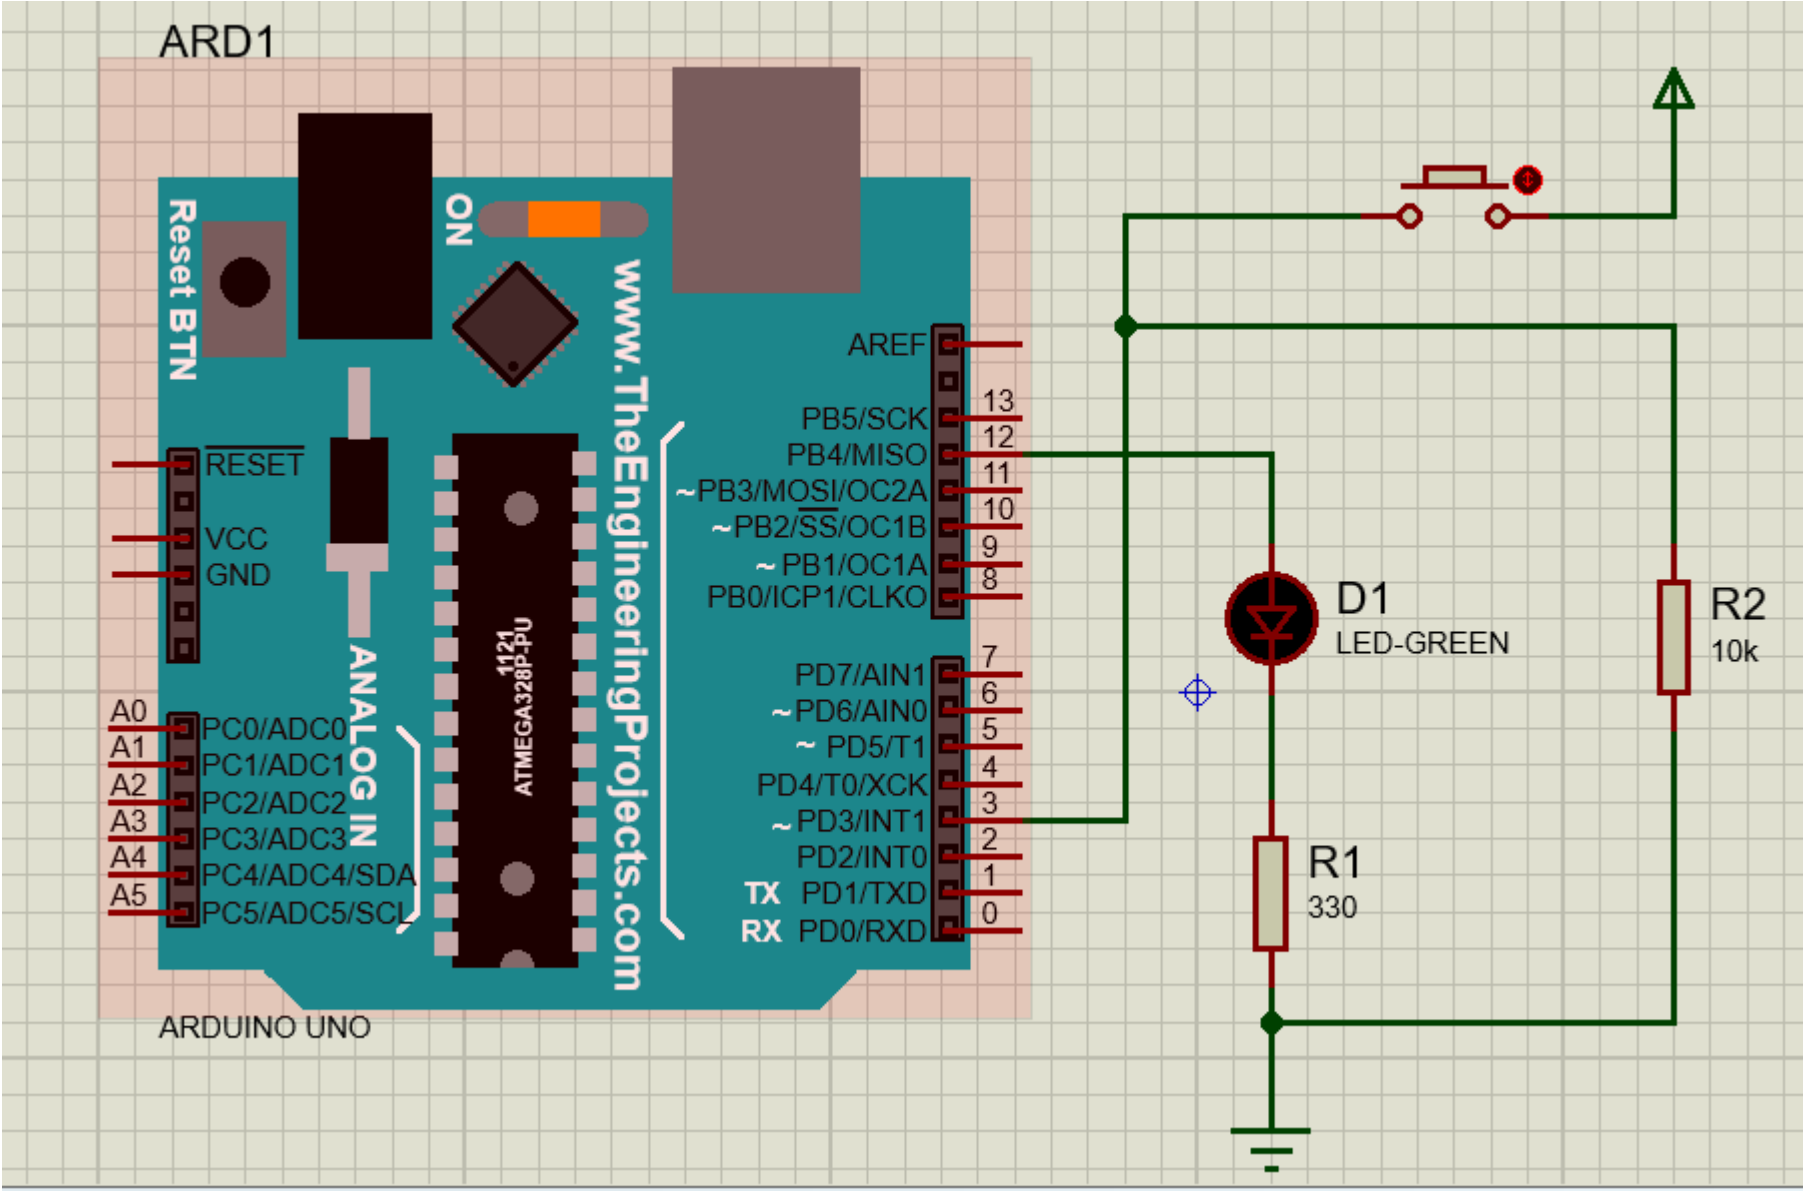 ARD1
Reset BTN
ON
www.TheEngineeringProjects.com
AREF
13
PB5/SCK
12
PB4/MISO
11
~PB3/MOSI/OC2A
10
~PB2/SS/OC1B
9
~PB1/OC1A
8
PB0/ICP1/CLKO
RESET
VCC
GND
1121
ATMEGA328P-PU
ANALOG IN
7
PD7/AIN1
6
~PD6/AIN0
5
~PD5/T1
4
PD4/T0/XCK
3
~PD3/INT1
2
PD2/INT0
1
TX PD1/TXD
0
RX PD0/RXD
A0
PC0/ADC0
A1
PC1/ADC1
A2
PC2/ADC2
A3
PC3/ADC3
A4
PC4/ADC4/SDA
A5
PC5/ADC5/SCL
ARDUINO UNO
D1
LED-GREEN
R2
10k
R1
330